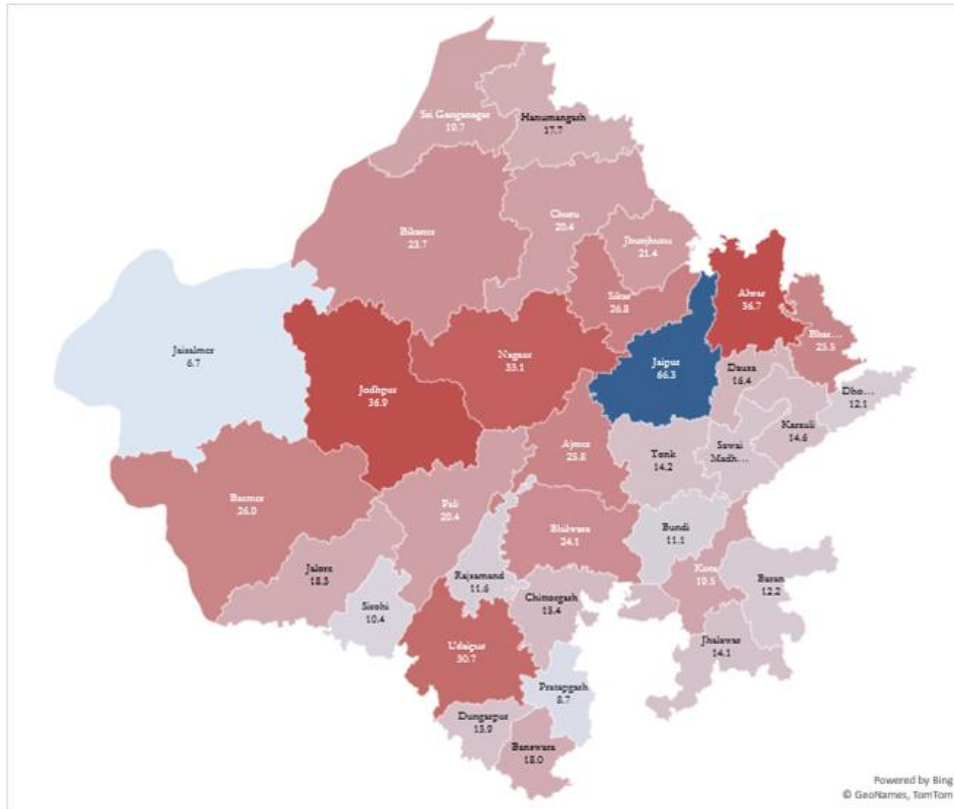 Sri Ganganagar
19.7
Hanumangarh
17.7
Churu
20.4
Bikaner
23.7
Jhunjhunu
21.4
Sikar
26.8
Alwar
36.7
Bhar...
25.5
Jaisalmer
6.7
Nagaur
33.1
Jaipur
66.3
Dausa
16.4
Jodhpur
36.9
Dho...
12.1
Karauli
14.6
Ajmer
25.8
Tonk
14.2
Sawai
Madh...
Barmer
26.0
Pali
20.4
Bhilwara
24.1
Bundi
11.1
Jalore
18.3
Rajsamand
11.6
Kota
19.5
Baran
12.2
Sirohi
10.4
Chittorgarh
15.4
Udaipur
30.7
Jhalawar
14.1
Pratapgarh
8.7
Dungarpur
13.9
Banswara
18.0
Powered by Bing
© GeoNames, TomTom